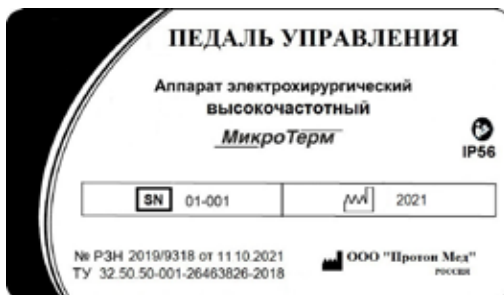 ПЕДАЛЬ УПРАВЛЕНИЯ
Аппарат электрохирургический
высокочастотный
МикроТерм
IP56
SN 01-001 2021
№ РЗН 2019/9318 от 11 10.2021
ТУ 32.50.50-001-26463826-2018
ООО "Протон Мед"
РОССИЯ